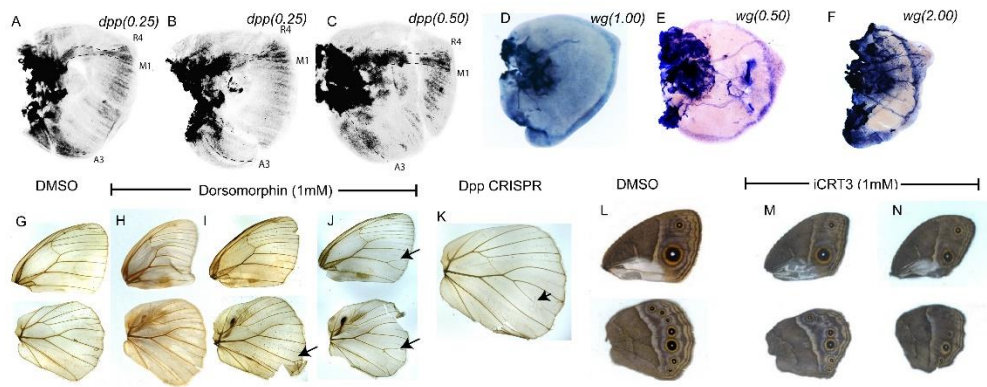 A dpp(0.25) B dpp(0.25) C dpp(0.50) D wg(1.00) E wg(0.50) F wg(2.00)
R4 R4 R4
M1 M1 M1
A3 A3 A3
DMSO Dorsomorphin (1mM) Dpp CRISPR DMSO iCRT3 (1mM)
G H I J K L M N